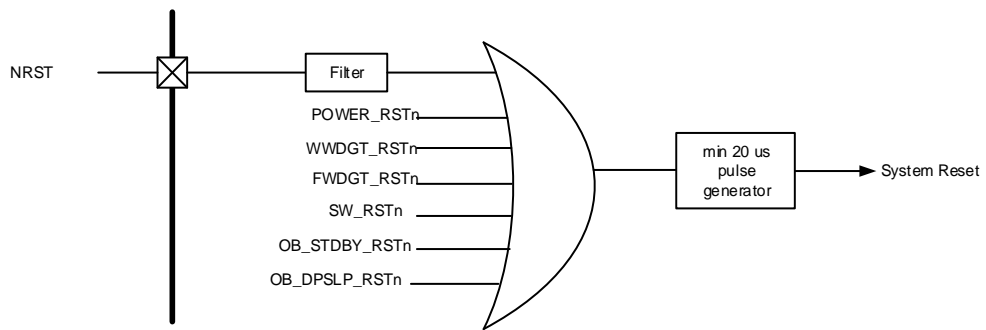 NRST
Filter
POWER_RSTn
WWDGT_RSTn
FWDGT_RSTn
SW_RSTn
OB_STDBY_RSTn
OB_DPSLP_RSTn
min 20 us
pulse
generator
System Reset